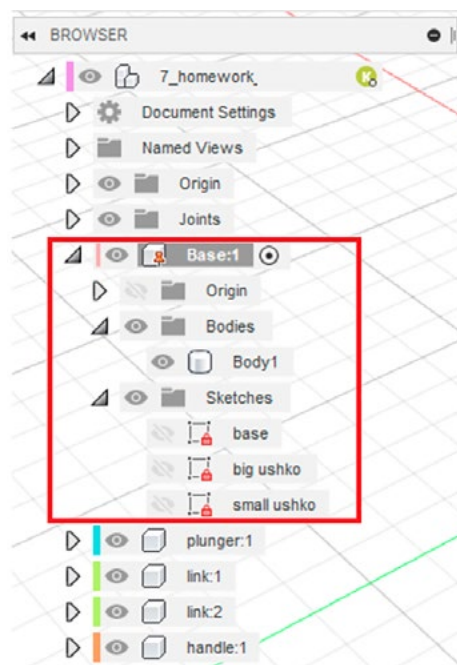 BROWSER
7_homework_
Document Settings
Named Views
Origin
Joints
Base:1
Origin
Bodies
Body1
Sketches
base
big ushko
small ushko
plunger:1
link:1
link:2
handle:1